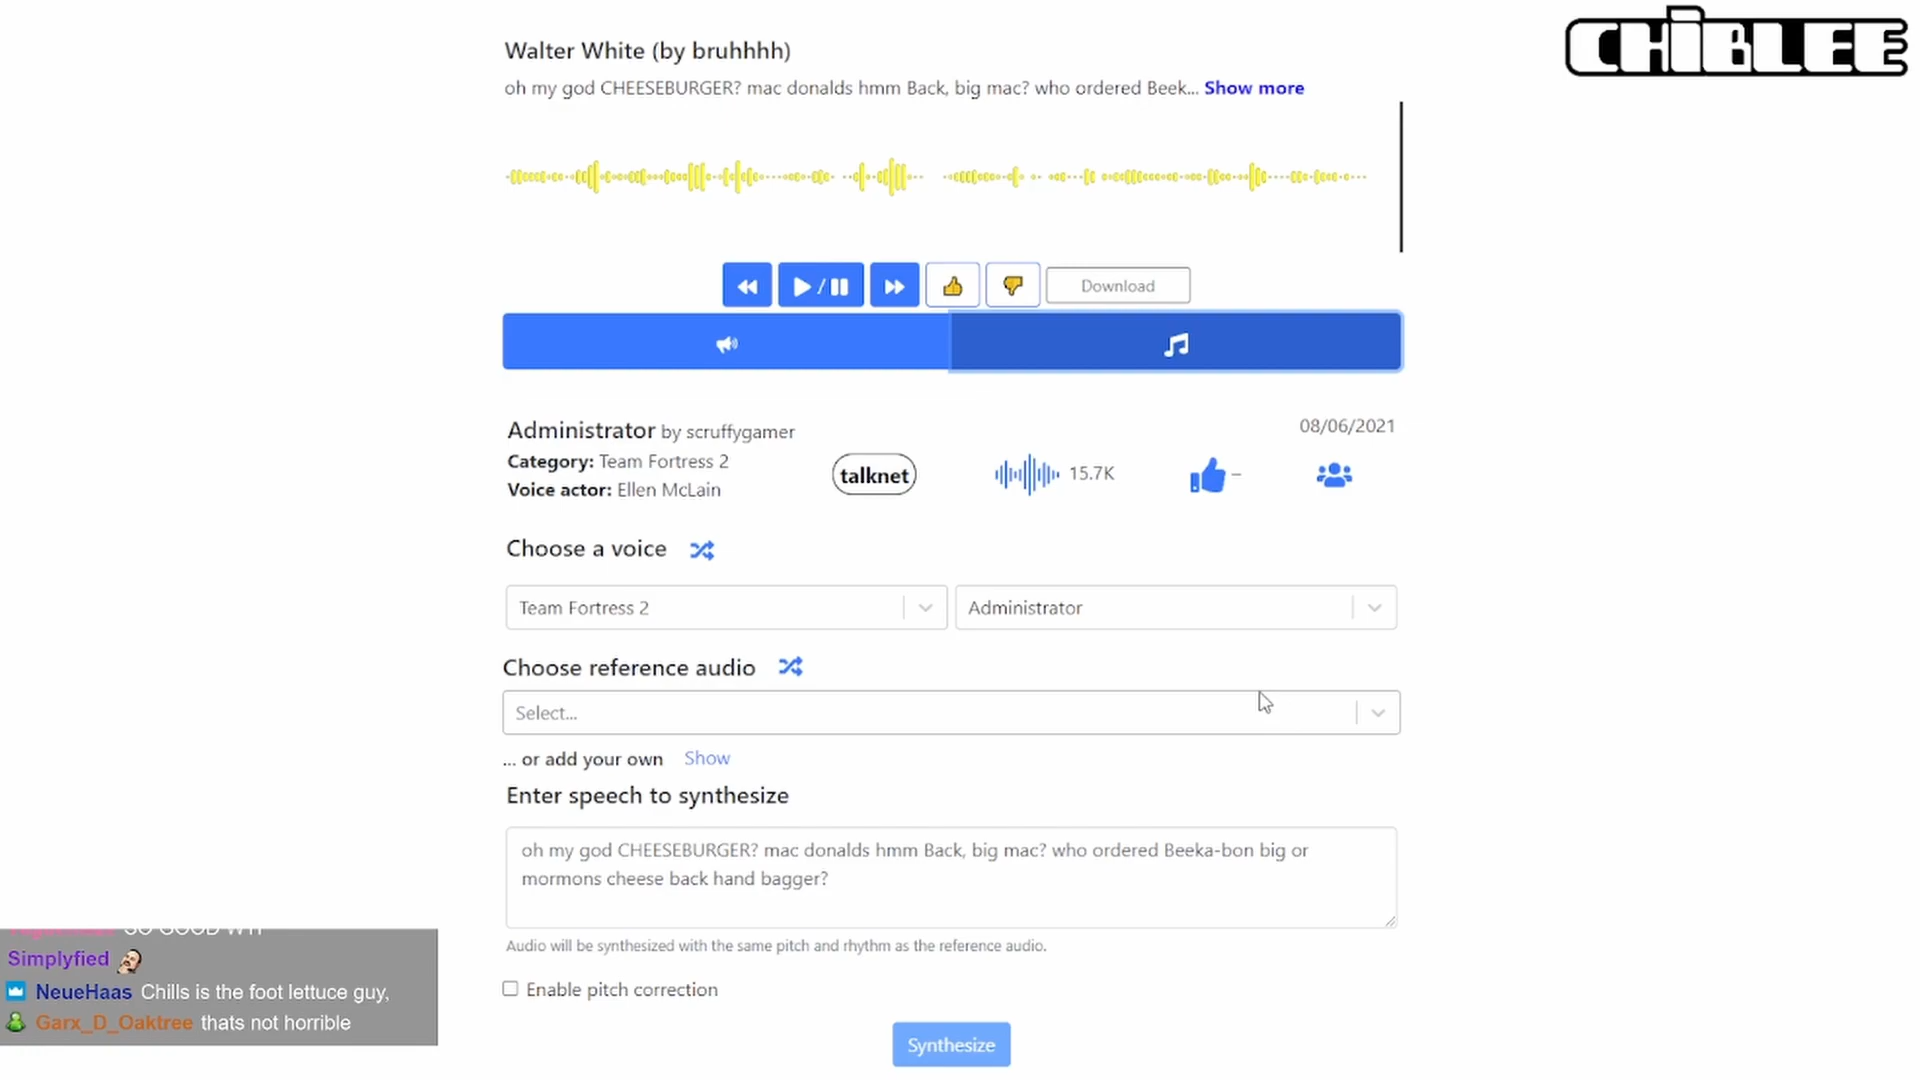 CHIBLEE
Walter White (by bruhhhh)
oh my god CHEESEBURGER? mac donalds hmm Back, big mac? who ordered Beek... Show more
/
Download
Administrator by scruffygamer
08/06/2021
Category: Team Fortress 2
Voice actor: Ellen McLain
talknet
15.7K
–
Choose a voice
Team Fortress 2
Administrator
Choose reference audio
Select...
... or add your own Show
Enter speech to synthesize
oh my god CHEESEBURGER? mac donalds hmm Back, big mac? who ordered Beeka-bon big or
mormons cheese back hand bagger?
Audio will be synthesized with the same pitch and rhythm as the reference audio.
Enable pitch correction
Synthesize
SO GOOD WTF
Simplyfied
NeueHaas Chills is the foot lettuce guy,
Garx_D_Oaktree thats not horrible